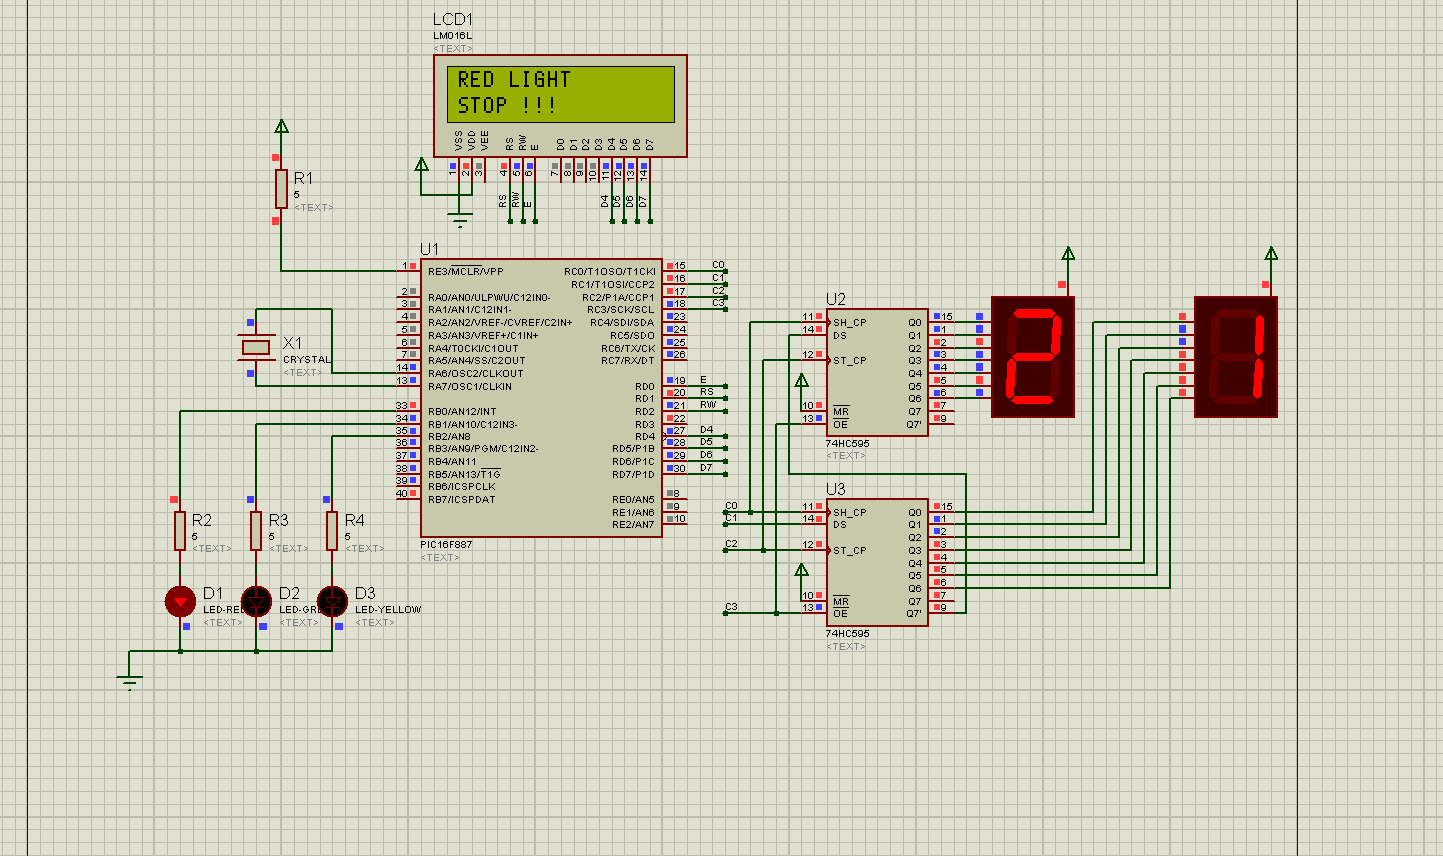 LCD1
LM016L
<TEXT>
RED LIGHT
STOP !!!
VSS VDD VEE RS RW E D0 D1 D2 D3 D4 D5 D6 D7
1 2 3 4 5 6 7 8 9 10 11 12 13 14
RS RW E D4 D5 D6 D7
R1
5
<TEXT>
X1
CRYSTAL
<TEXT>
U1
1 RE3/MCLR/VPP
2 RA0/AN0/ULPWU/C12IN0-
3 RA1/AN1/C12IN1-
4 RA2/AN2/VREF-/CVREF/C2IN+
5 RA3/AN3/VREF+/C1IN+
6 RA4/T0CKI/C1OUT
7 RA5/AN4/SS/C2OUT
14 RA6/OSC2/CLKOUT
13 RA7/OSC1/CLKIN
33 RB0/AN12/INT
34 RB1/AN10/C12IN3-
35 RB2/AN8
36 RB3/AN9/PGM/C12IN2-
37 RB4/AN11
38 RB5/AN13/T1G
39 RB6/ICSPCLK
40 RB7/ICSPDAT
RC0/T1OSO/T1CKI 15 C0
RC1/T1OSI/CCP2 16 C1
RC2/P1A/CCP1 17 C2
RC3/SCK/SCL 18 C3
RC4/SDI/SDA 23
RC5/SDO 24
RC6/TX/CK 25
RC7/RX/DT 26
RD0 19 E
RD1 20 RS
RD2 21 RW
RD3 22
RD4 27 D4
RD5/P1B 28 D5
RD6/P1C 29 D6
RD7/P1D 30 D7
RE0/AN5 8
RE1/AN6 9
RE2/AN7 10
PIC16F887
<TEXT>
R2
5
<TEXT>
R3
5
<TEXT>
R4
5
<TEXT>
D1
LED-RE
<TEXT>
D2
LED-GR
<TEXT>
D3
LED-YELLOW
<TEXT>
U2
11 SH_CP
14 DS
12 ST_CP
10 MR
13 OE
Q0 15
Q1 1
Q2 2
Q3 3
Q4 4
Q5 5
Q6 6
Q7 7
Q7' 9
74HC595
<TEXT>
U3
C0 11 SH_CP
C1 14 DS
C2 12 ST_CP
10 MR
C3 13 OE
Q0 15
Q1 1
Q2 2
Q3 3
Q4 4
Q5 5
Q6 6
Q7 7
Q7' 9
74HC595
<TEXT>
2
1